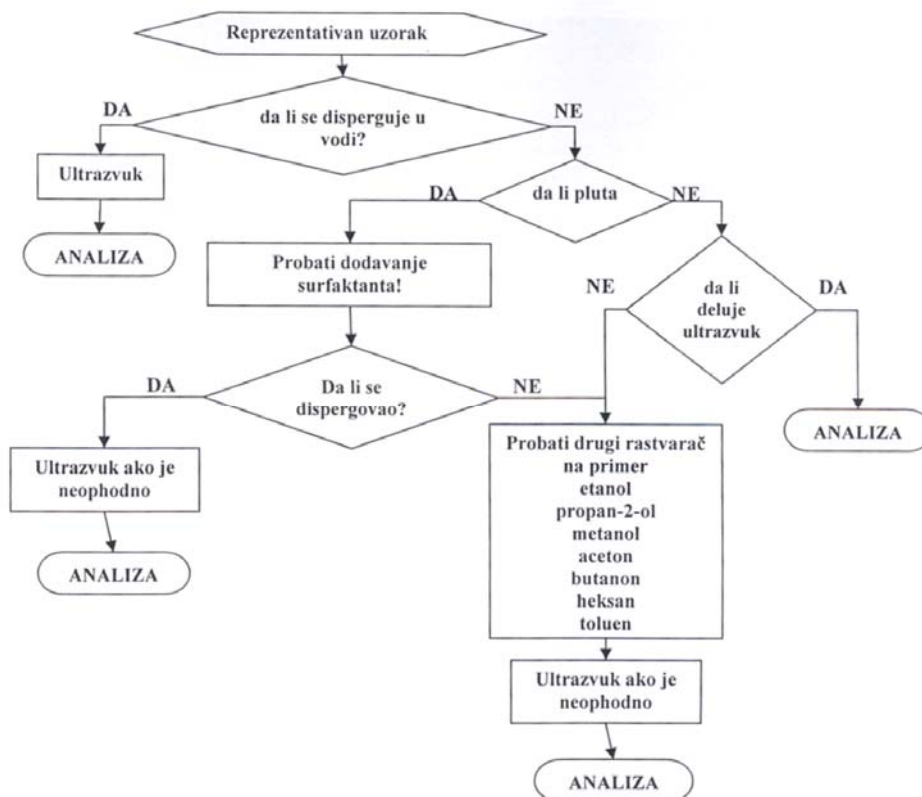 Reprezentativan uzorak
DA
NE
da li se disperguje u
vodi?
Ultrazvuk
ANALIZA
DA
da li pluta
NE
Probati dodavanje
surfaktanta!
NE
da li
deluje
ultrazvuk
DA
ANALIZA
DA
Da li se
dispergovao?
NE
Ultrazvuk ako je
neophodno
ANALIZA
Probati drugi rastvarač
na primer
etanol
propan-2-ol
metanol
aceton
butanon
heksan
toluen
Ultrazvuk ako je
neophodno
ANALIZA